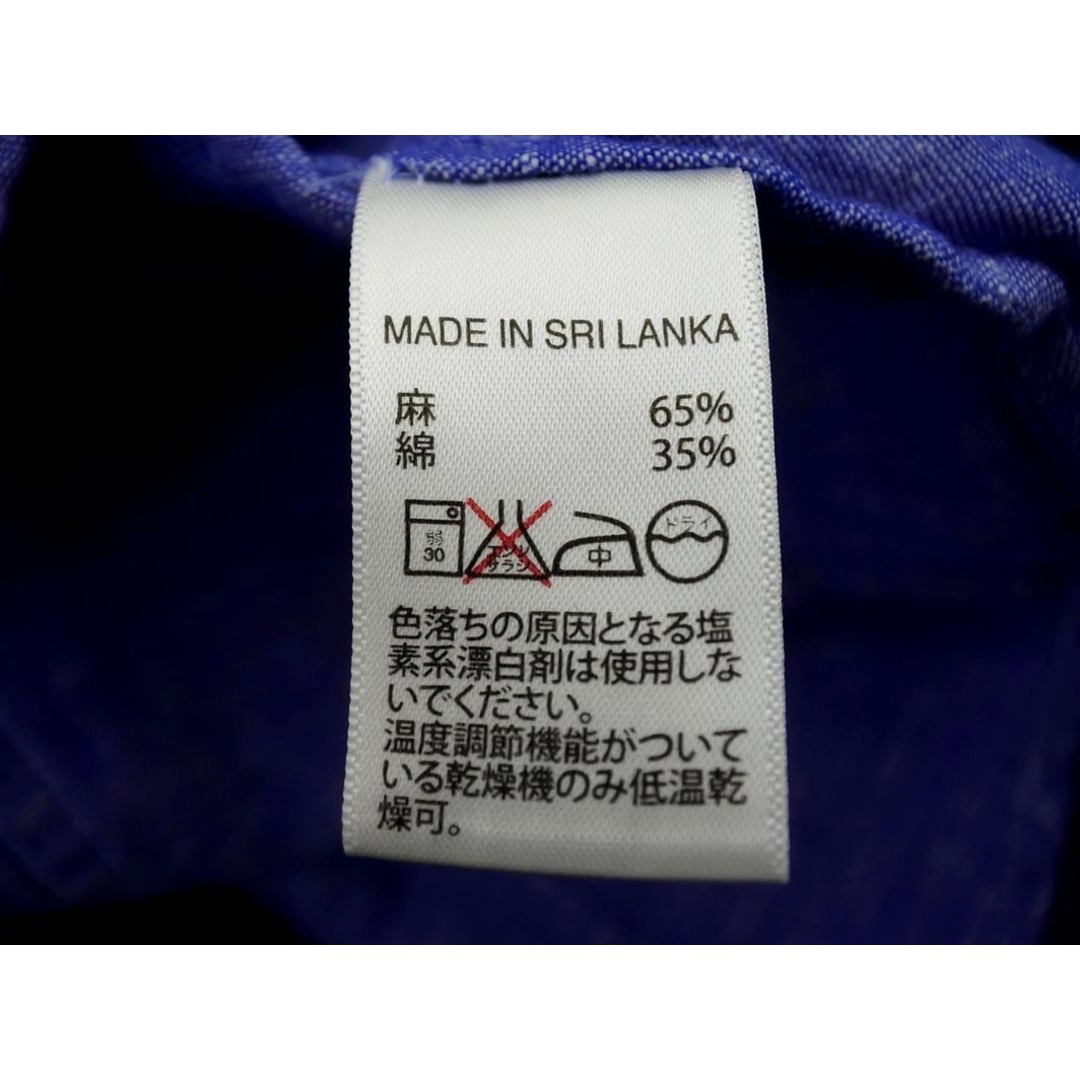 MADE IN SRI LANKA
麻 65%
綿 35%
弱 30 エンソ サラシ 中 ドライ
色落ちの原因となる塩
素系漂白剤は使用しな
いでください。
温度調節機能がついて
いる乾燥機のみ低温乾
燥可。